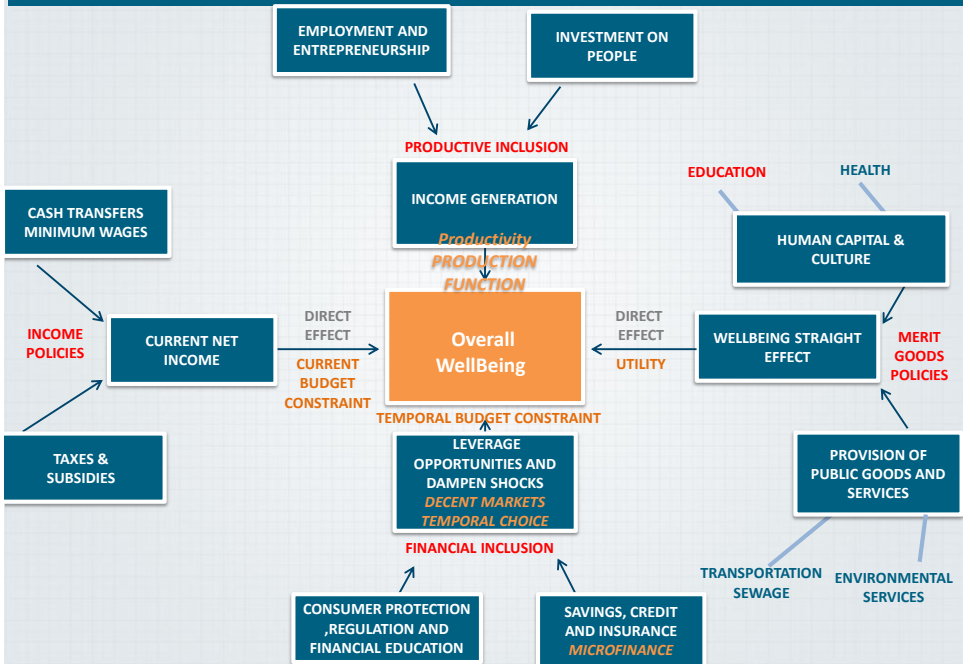 EMPLOYMENT AND
ENTREPRENEURSHIP
INVESTMENT ON
PEOPLE
PRODUCTIVE INCLUSION
INCOME GENERATION
Productivity
PRODUCTION
FUNCTION
EDUCATION
HEALTH
HUMAN CAPITAL &
CULTURE
CASH TRANSFERS
MINIMUM WAGES
INCOME
POLICIES
CURRENT NET
INCOME
DIRECT
EFFECT
CURRENT
BUDGET
CONSTRAINT
Overall
WellBeing
DIRECT
EFFECT
UTILITY
WELLBEING STRAIGHT
EFFECT
MERIT
GOODS
POLICIES
TEMPORAL BUDGET CONSTRAINT
LEVERAGE
OPPORTUNITIES AND
DAMPEN SHOCKS
DECENT MARKETS
TEMPORAL CHOICE
TAXES &
SUBSIDIES
PROVISION OF
PUBLIC GOODS AND
SERVICES
FINANCIAL INCLUSION
TRANSPORTATION
SEWAGE
ENVIRONMENTAL
SERVICES
CONSUMER PROTECTION
,REGULATION AND
FINANCIAL EDUCATION
SAVINGS, CREDIT
AND INSURANCE
MICROFINANCE